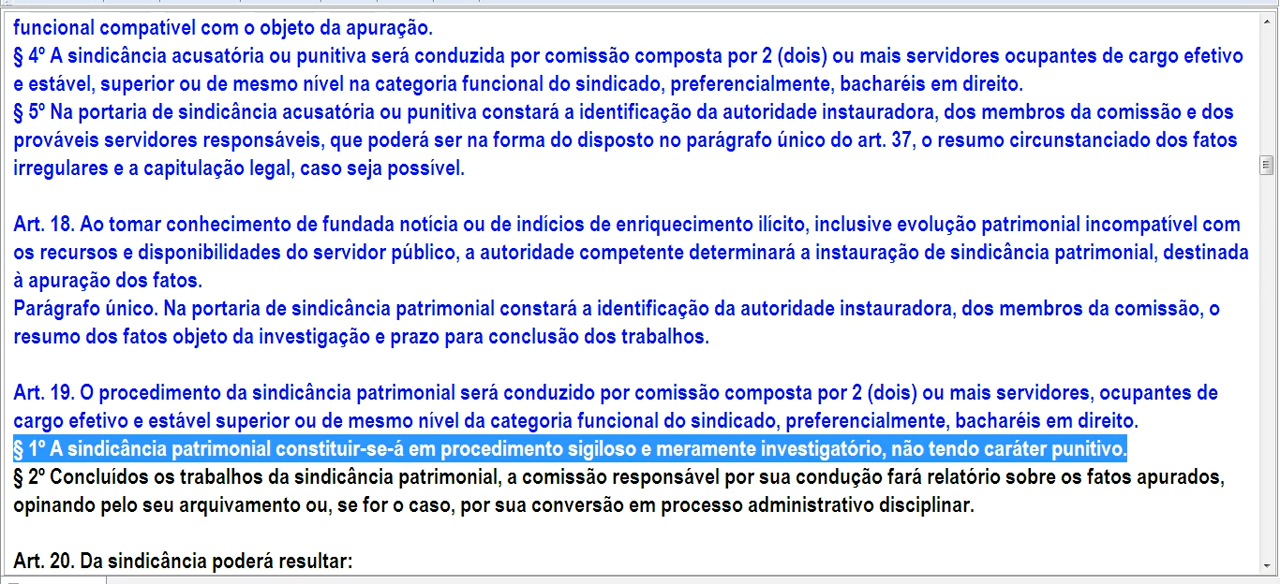 funcional compatível com o objeto da apuração.
§ 4º A sindicância acusatória ou punitiva será conduzida por comissão composta por 2 (dois) ou mais servidores ocupantes de cargo efetivo
e estável, superior ou de mesmo nível na categoria funcional do sindicado, preferencialmente, bacharéis em direito.
§ 5º Na portaria de sindicância acusatória ou punitiva constará a identificação da autoridade instauradora, dos membros da comissão e dos
prováveis servidores responsáveis, que poderá ser na forma do disposto no parágrafo único do art. 37, o resumo circunstanciado dos fatos
irregulares e a capitulação legal, caso seja possível.
Art. 18. Ao tomar conhecimento de fundada notícia ou de indícios de enriquecimento ilícito, inclusive evolução patrimonial incompatível com
os recursos e disponibilidades do servidor público, a autoridade competente determinará a instauração de sindicância patrimonial, destinada
à apuração dos fatos.
Parágrafo único. Na portaria de sindicância patrimonial constará a identificação da autoridade instauradora, dos membros da comissão, o
resumo dos fatos objeto da investigação e prazo para conclusão dos trabalhos.
Art. 19. O procedimento da sindicância patrimonial será conduzido por comissão composta por 2 (dois) ou mais servidores, ocupantes de
cargo efetivo e estável superior ou de mesmo nível da categoria funcional do sindicado, preferencialmente, bacharéis em direito.
§ 1º A sindicância patrimonial constituir-se-á em procedimento sigiloso e meramente investigatório, não tendo caráter punitivo.
§ 2º Concluídos os trabalhos da sindicância patrimonial, a comissão responsável por sua condução fará relatório sobre os fatos apurados,
opinando pelo seu arquivamento ou, se for o caso, por sua conversão em processo administrativo disciplinar.
Art. 20. Da sindicância poderá resultar: